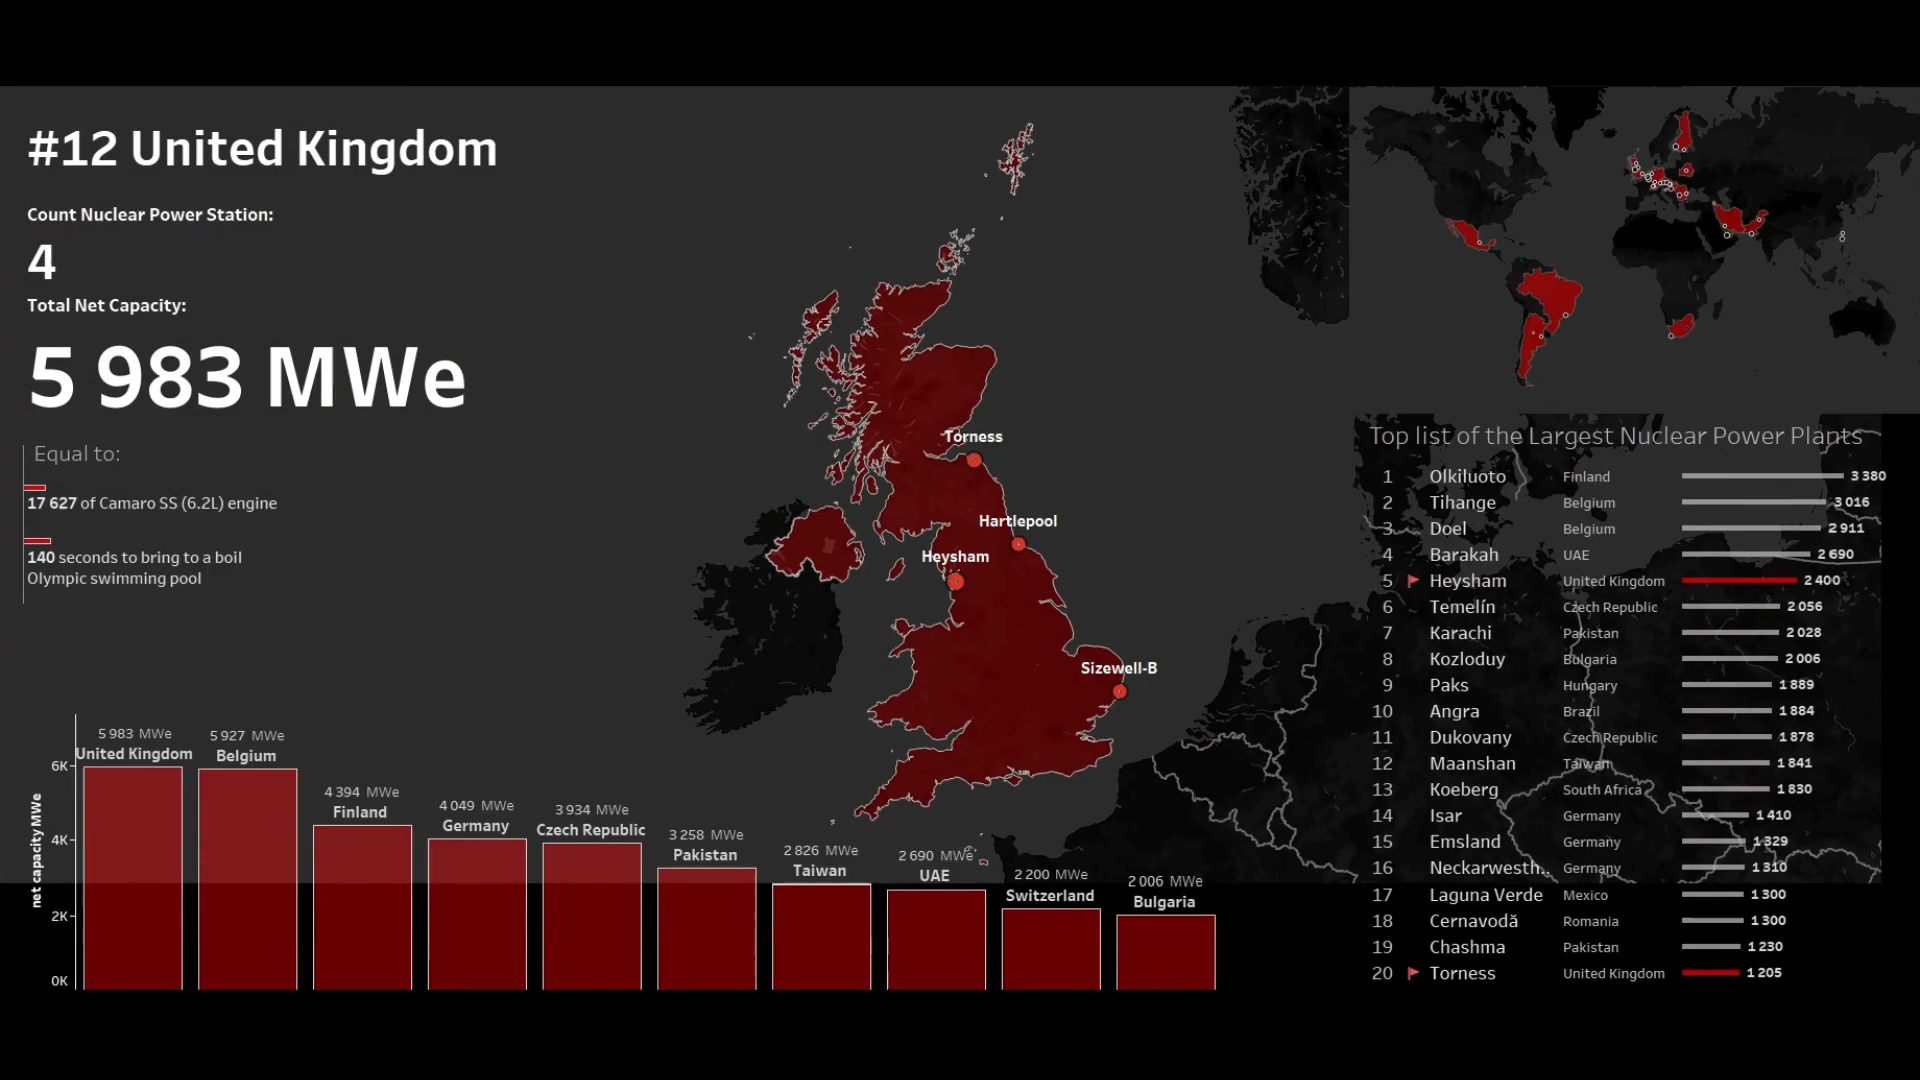 #12 United Kingdom
Count Nuclear Power Station:
4
Total Net Capacity:
5 983 MWe
Equal to:
17 627 of Camaro SS (6.2L) engine
140 seconds to bring to a boil
Olympic swimming pool
Torness
Hartlepool
Heysham
Sizewell-B
Top list of the Largest Nuclear Power Plants
1 Olkiluoto Finland 3 380
2 Tihange Belgium 3 016
3 Doel Belgium 2 911
4 Barakah UAE 2 690
5 Heysham United Kingdom 2 400
6 Temelín Czech Republic 2 056
7 Karachi Pakistan 2 028
8 Kozloduy Bulgaria 2 006
9 Paks Hungary 1 889
10 Angra Brazil 1 884
11 Dukovany Czech Republic 1 878
12 Maanshan Taiwan 1 841
13 Koeberg South Africa 1 830
14 Isar Germany 1 410
15 Emsland Germany 1 329
16 Neckarwesth.. Germany 1 310
17 Laguna Verde Mexico 1 300
18 Cernavodă Romania 1 300
19 Chashma Pakistan 1 230
20 Torness United Kingdom 1 205
net capacity MWe
6K
4K
2K
0K
5 983 MWe
United Kingdom
5 927 MWe
Belgium
4 394 MWe
Finland
4 049 MWe
Germany
3 934 MWe
Czech Republic
3 258 MWe
Pakistan
2 826 MWe
Taiwan
2 690 MWe
UAE
2 200 MWe
Switzerland
2 006 MWe
Bulgaria